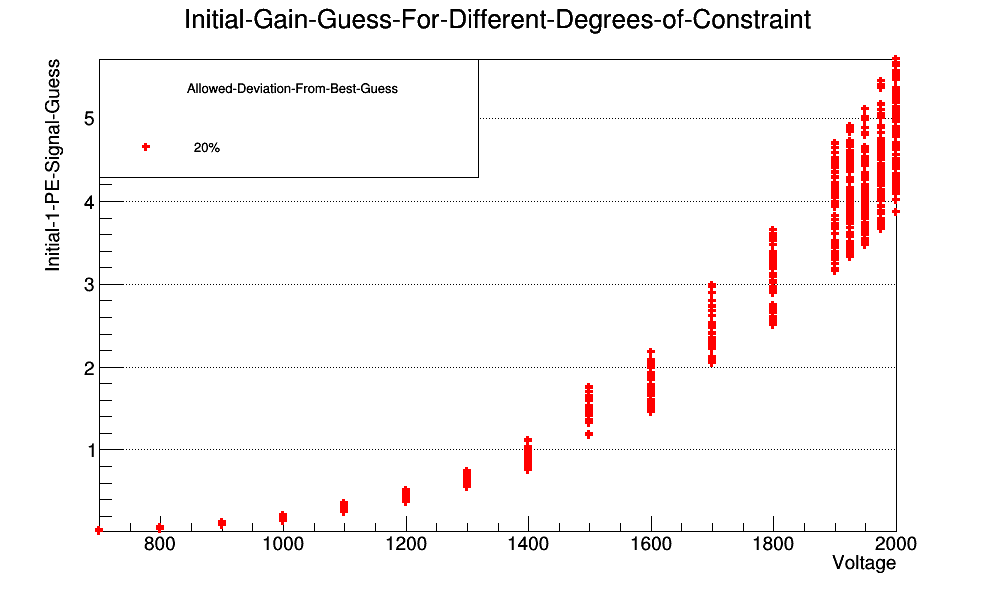 Initial-Gain-Guess-For-Different-Degrees-of-Constraint
Initial-1-PE-Signal-Guess
Allowed-Deviation-From-Best-Guess
20%
5
4
3
2
1
800 1000 1200 1400 1600 1800 2000
Voltage